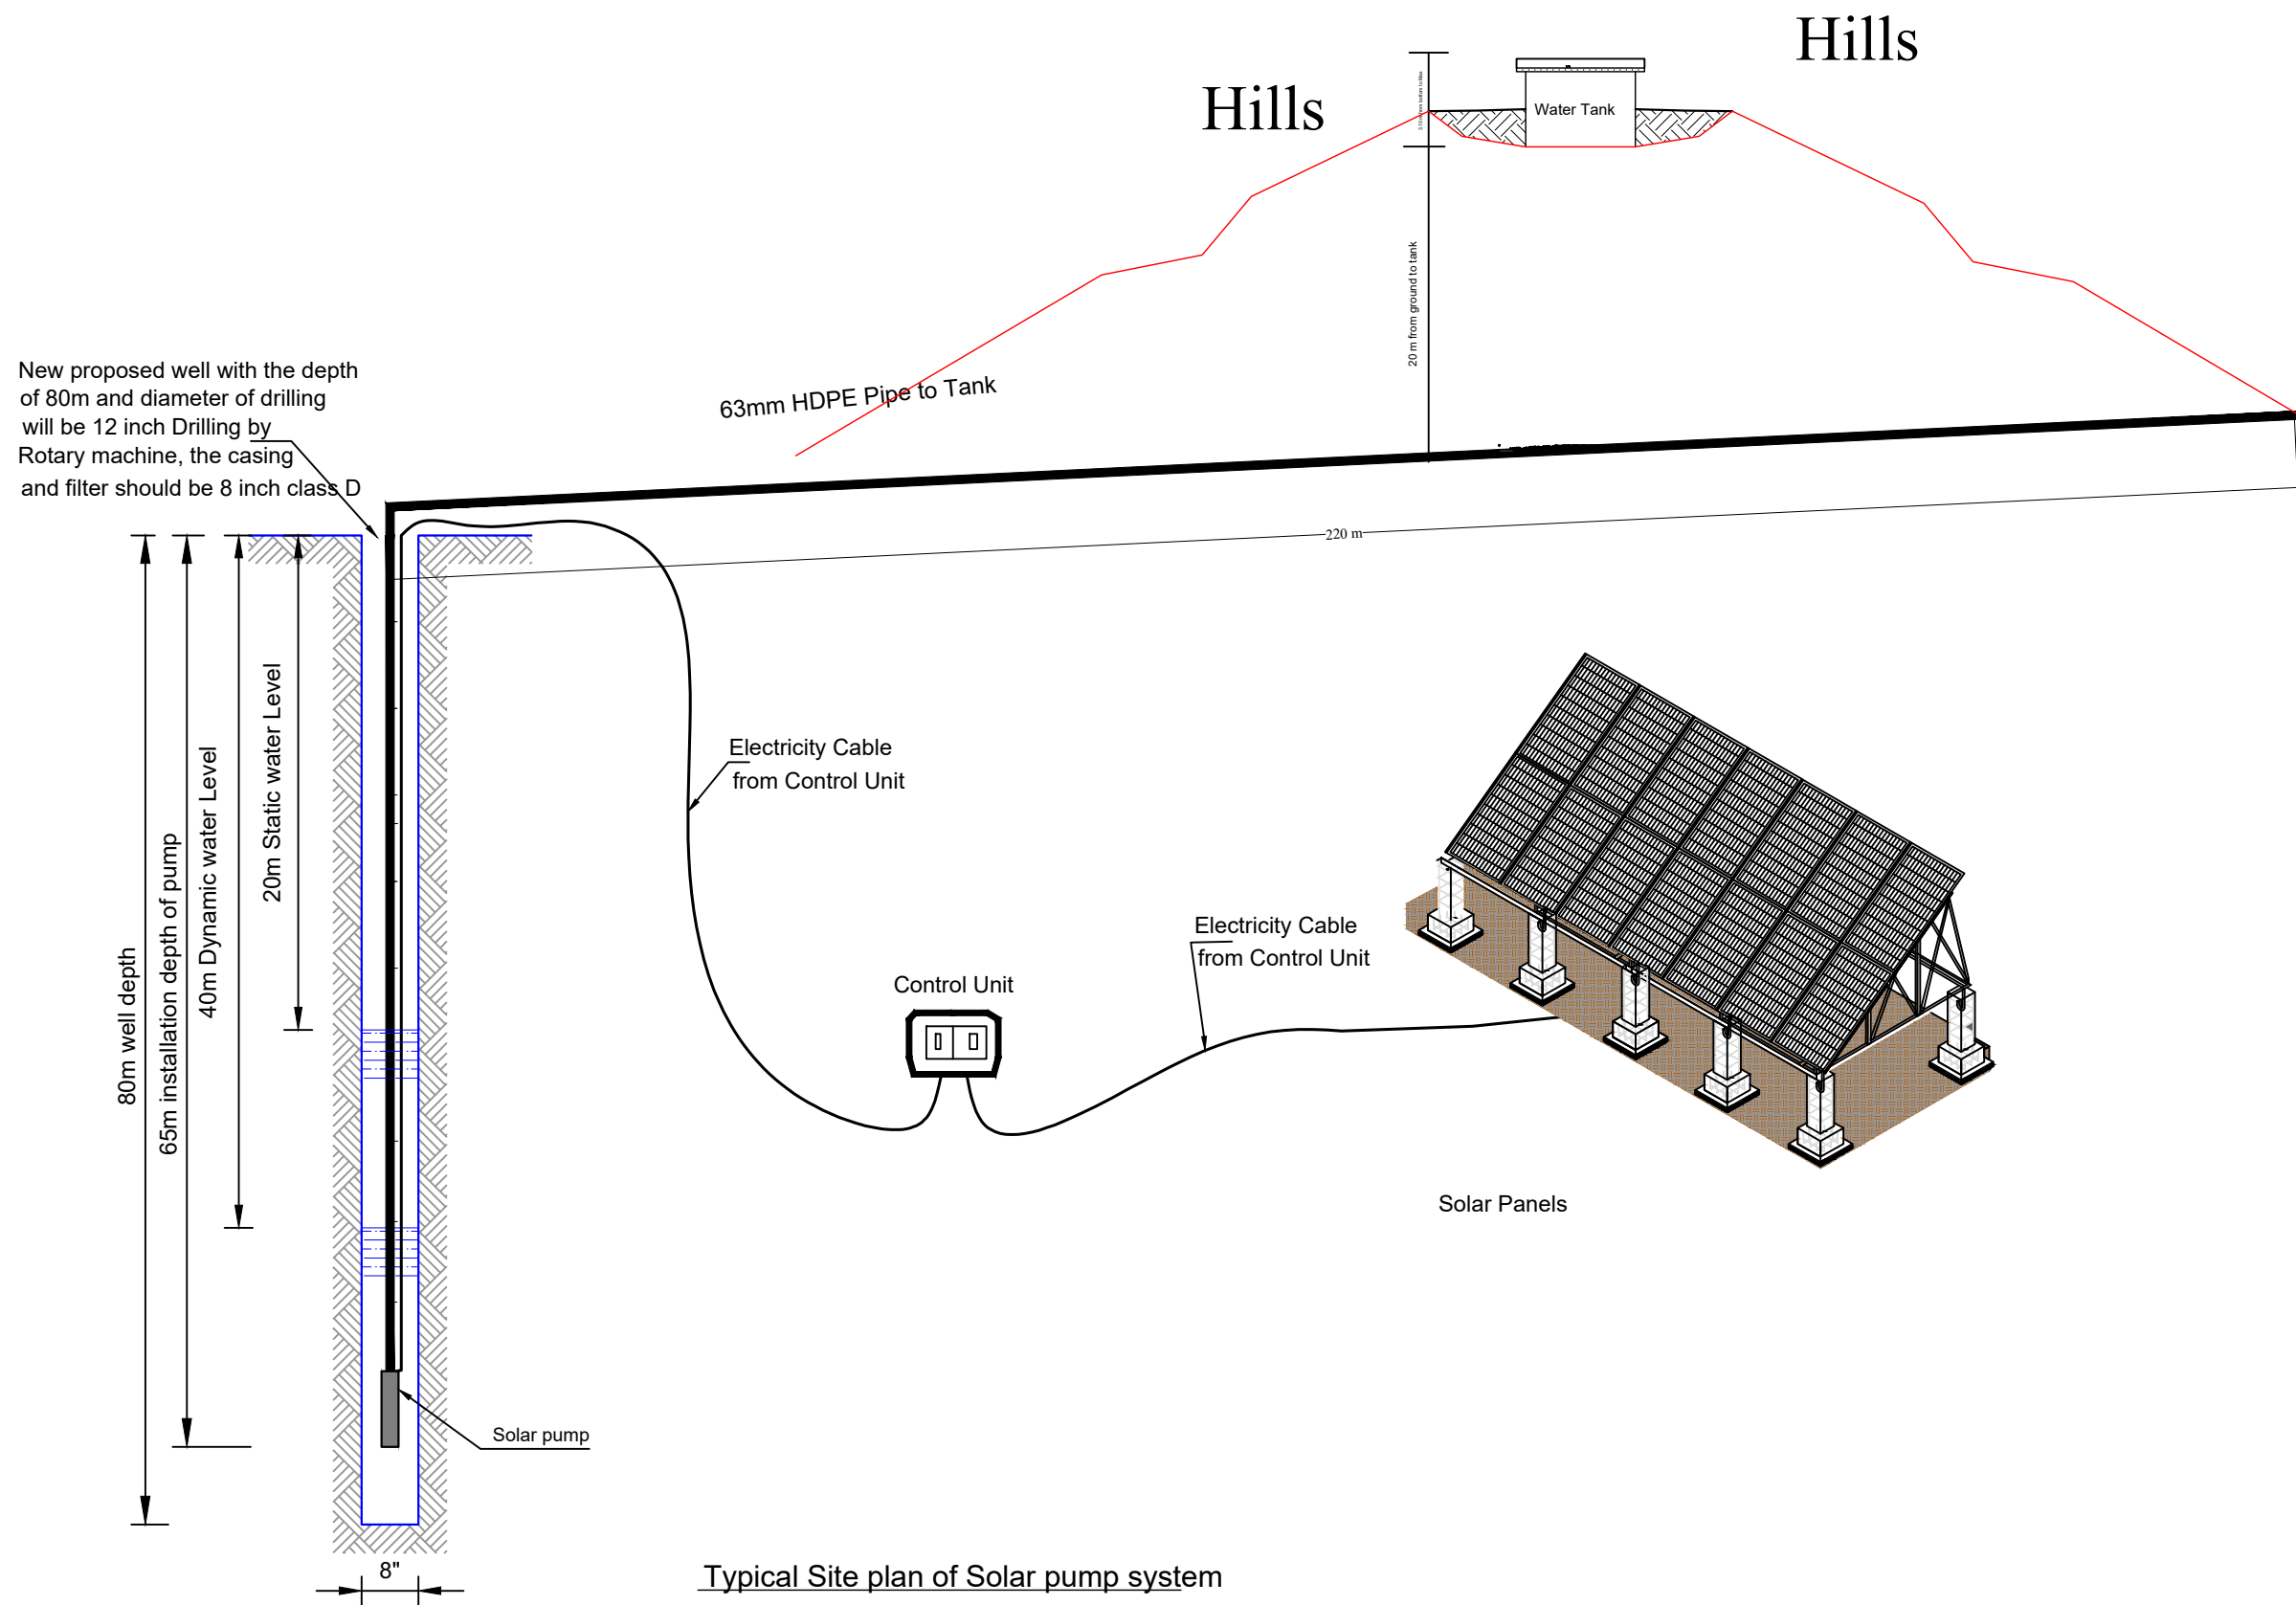 Hills
Hills
Water Tank
20 m from ground to tank
63mm HDPE Pipe to Tank
New proposed well with the depth
of 80m and diameter of drilling
will be 12 inch Drilling by
Rotary machine, the casing
and filter should be 8 inch class D
220 m
80m well depth
65m installation depth of pump
40m Dynamic water Level
20m Static water Level
Electricity Cable
from Control Unit
Electricity Cable
from Control Unit
Control Unit
Solar Panels
Solar pump
8"
Typical Site plan of Solar pump system